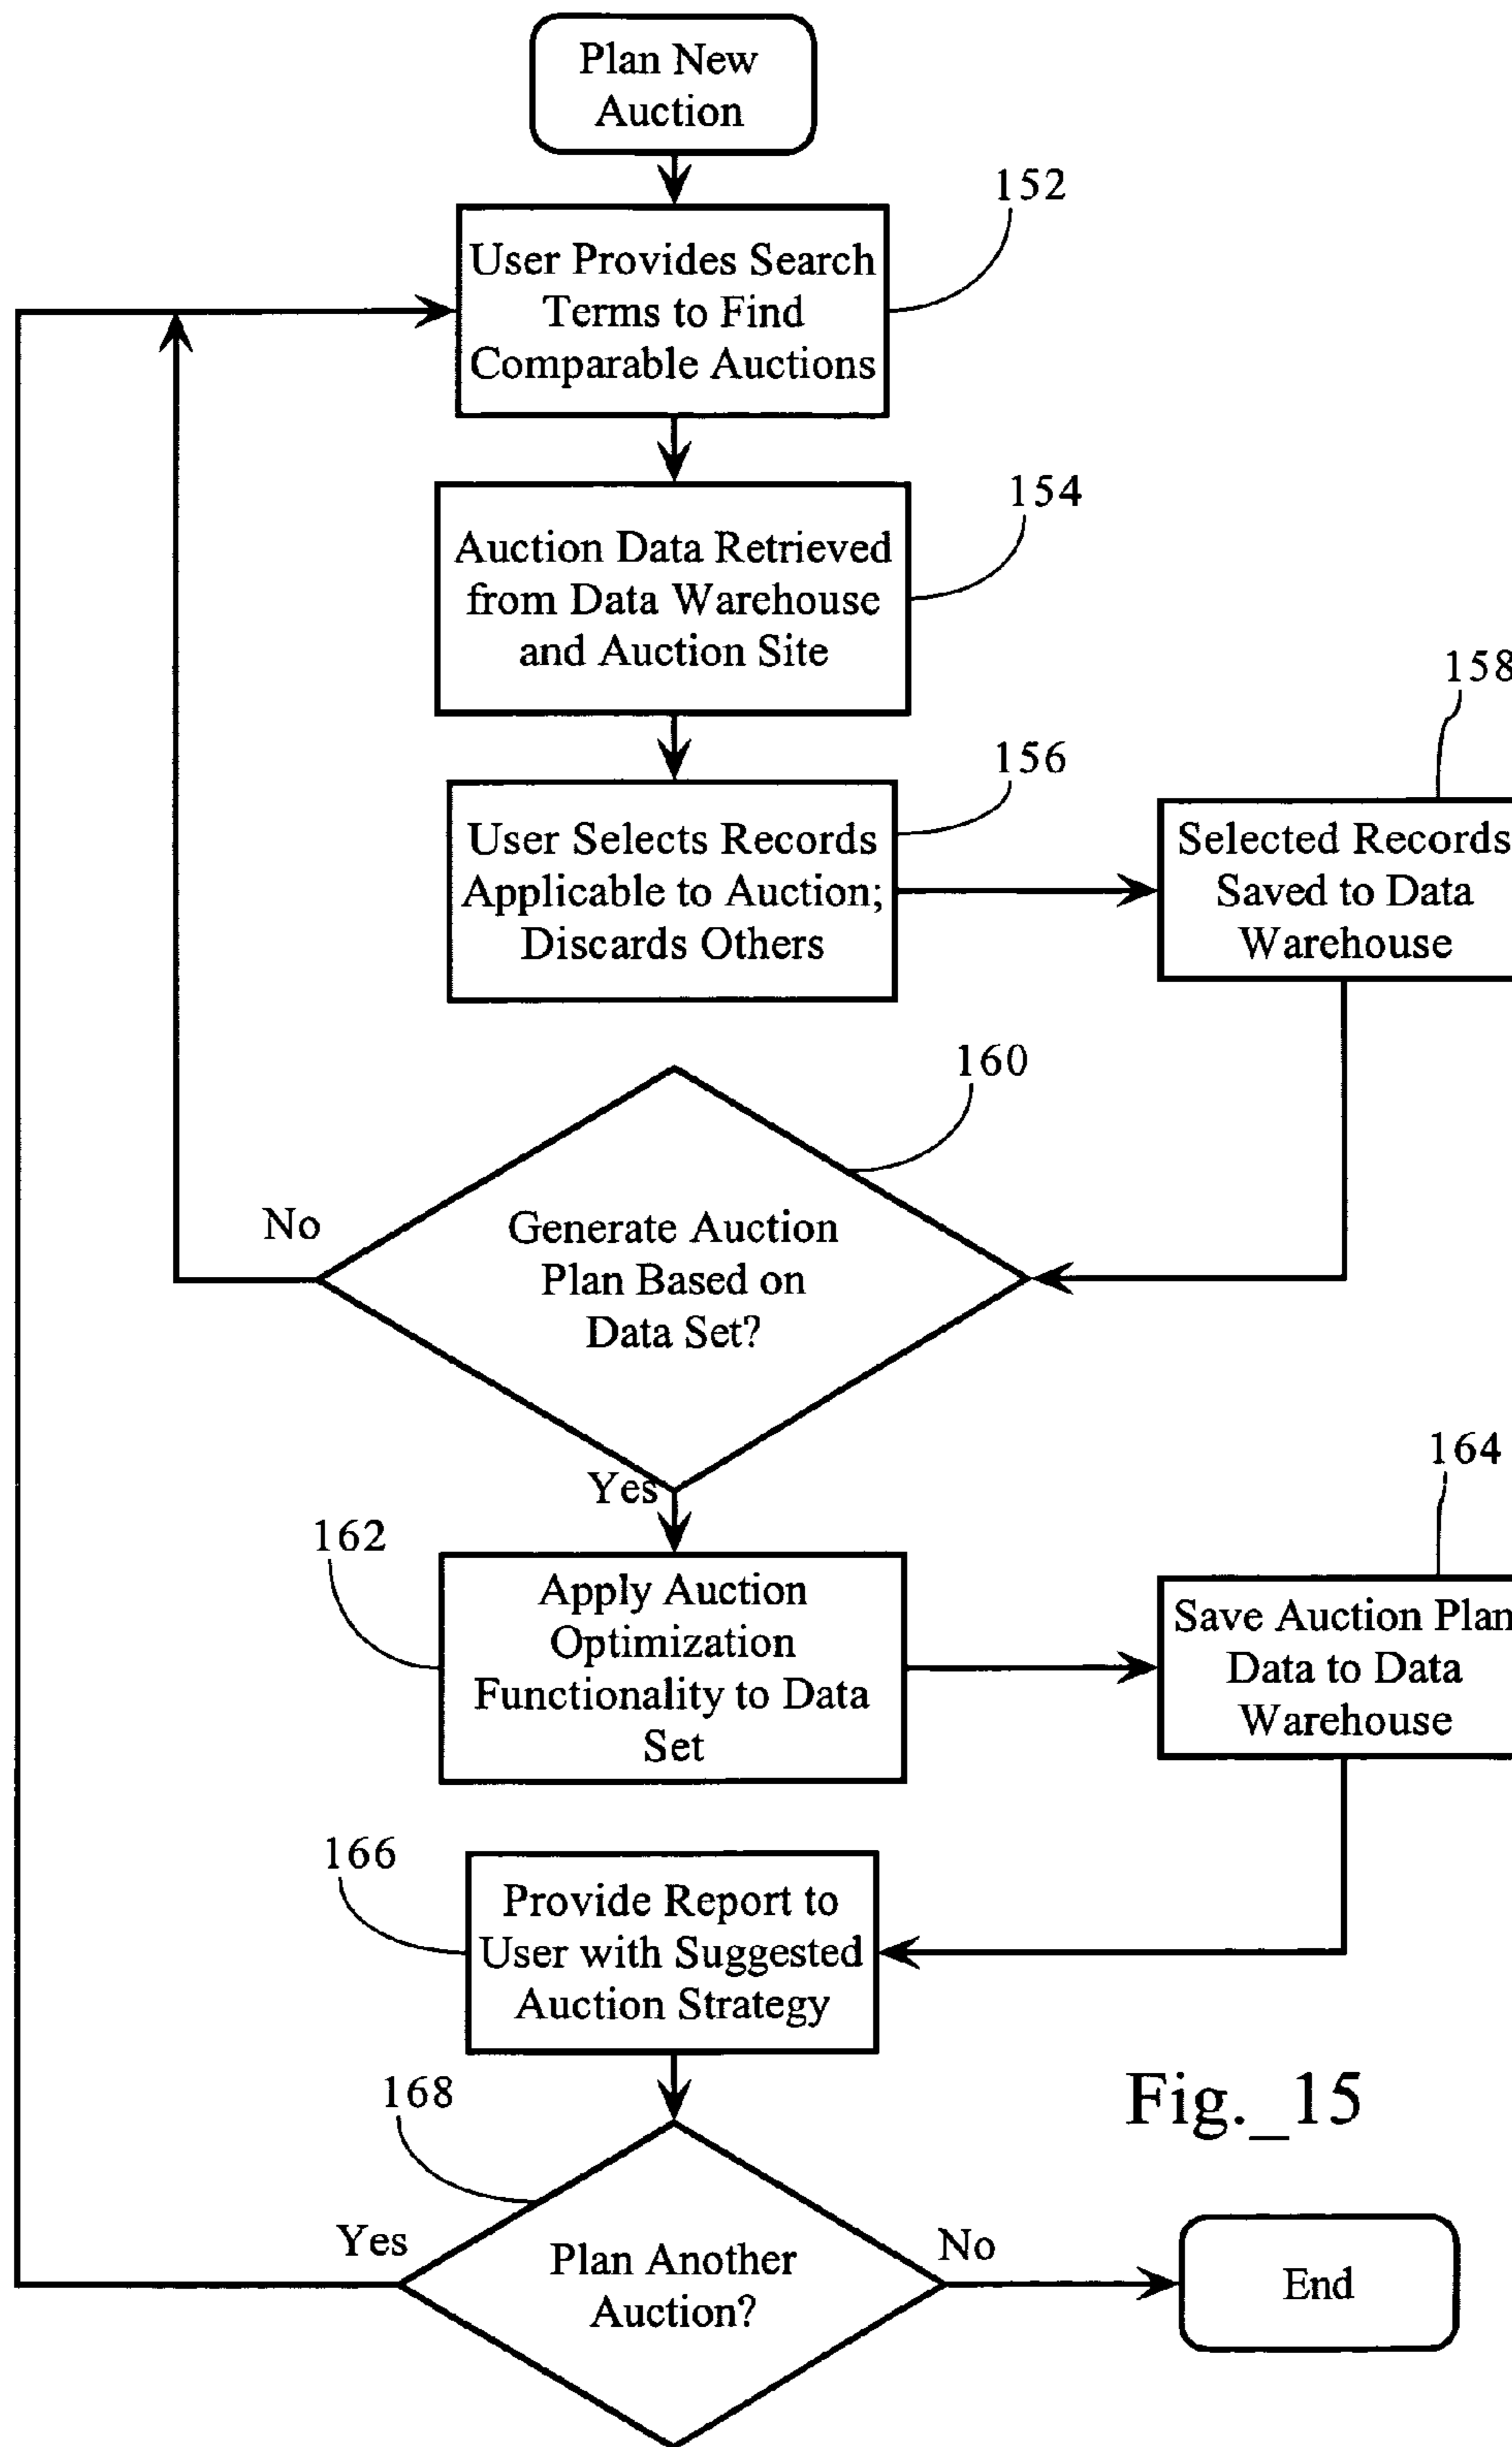 Plan New
Auction
152
User Provides Search
Terms to Find
Comparable Auctions
154
Auction Data Retrieved
from Data Warehouse
and Auction Site
156
User Selects Records
Applicable to Auction;
Discards Others
158
Selected Records
Saved to Data
Warehouse
160
Generate Auction
Plan Based on
Data Set?
No
Yes
162
Apply Auction
Optimization
Functionality to Data
Set
164
Save Auction Plan
Data to Data
Warehouse
166
Provide Report to
User with Suggested
Auction Strategy
168
Plan Another
Auction?
Yes
No
End
Fig._15